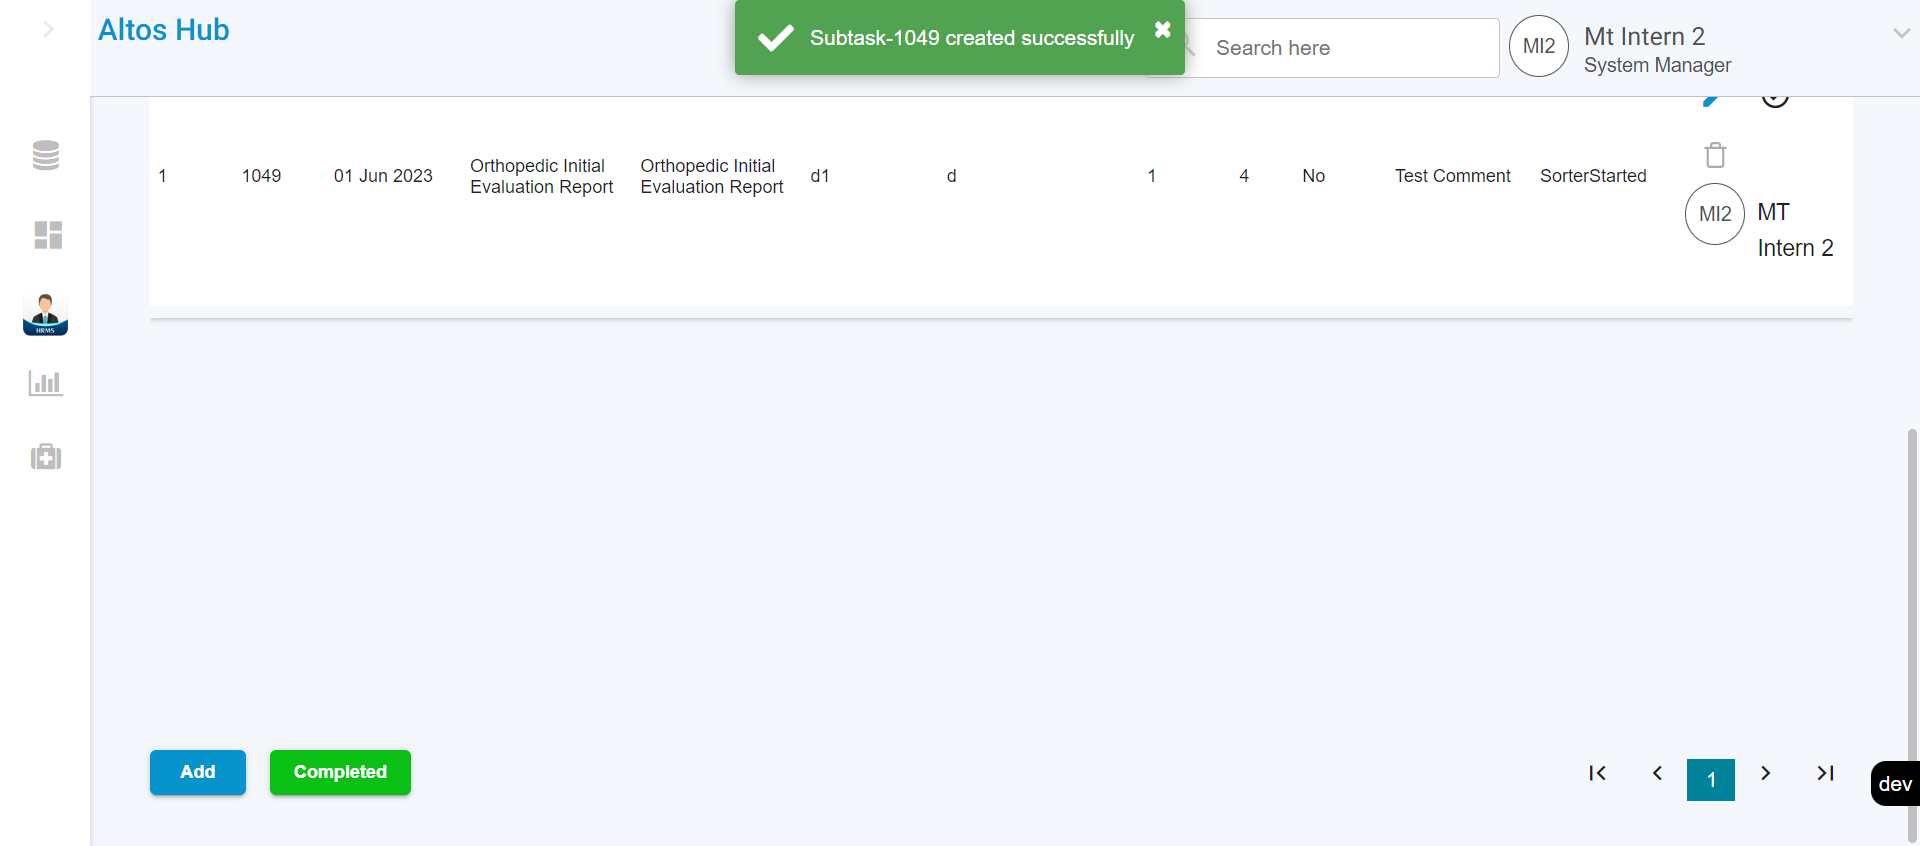 Altos Hub
Subtask-1049 created successfully
Search here
MI2
Mt Intern 2
System Manager
1
1049
01 Jun 2023
Orthopedic Initial
Evaluation Report
Orthopedic Initial
Evaluation Report
d1
d
1
4
No
Test Comment
SorterStarted
MI2
MT
Intern 2
HRMS
Add
Completed
1
dev